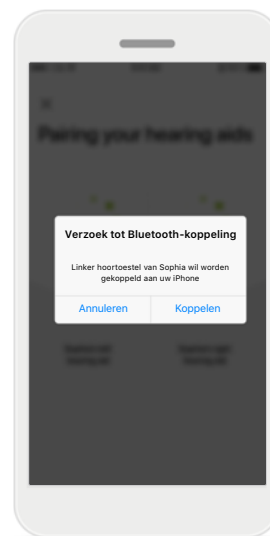 Pairing your hearing aids
Verzoek tot Bluetooth-koppeling
Linker hoortoestel van Sophia wil worden
gekoppeld aan uw iPhone
Annuleren
Koppelen